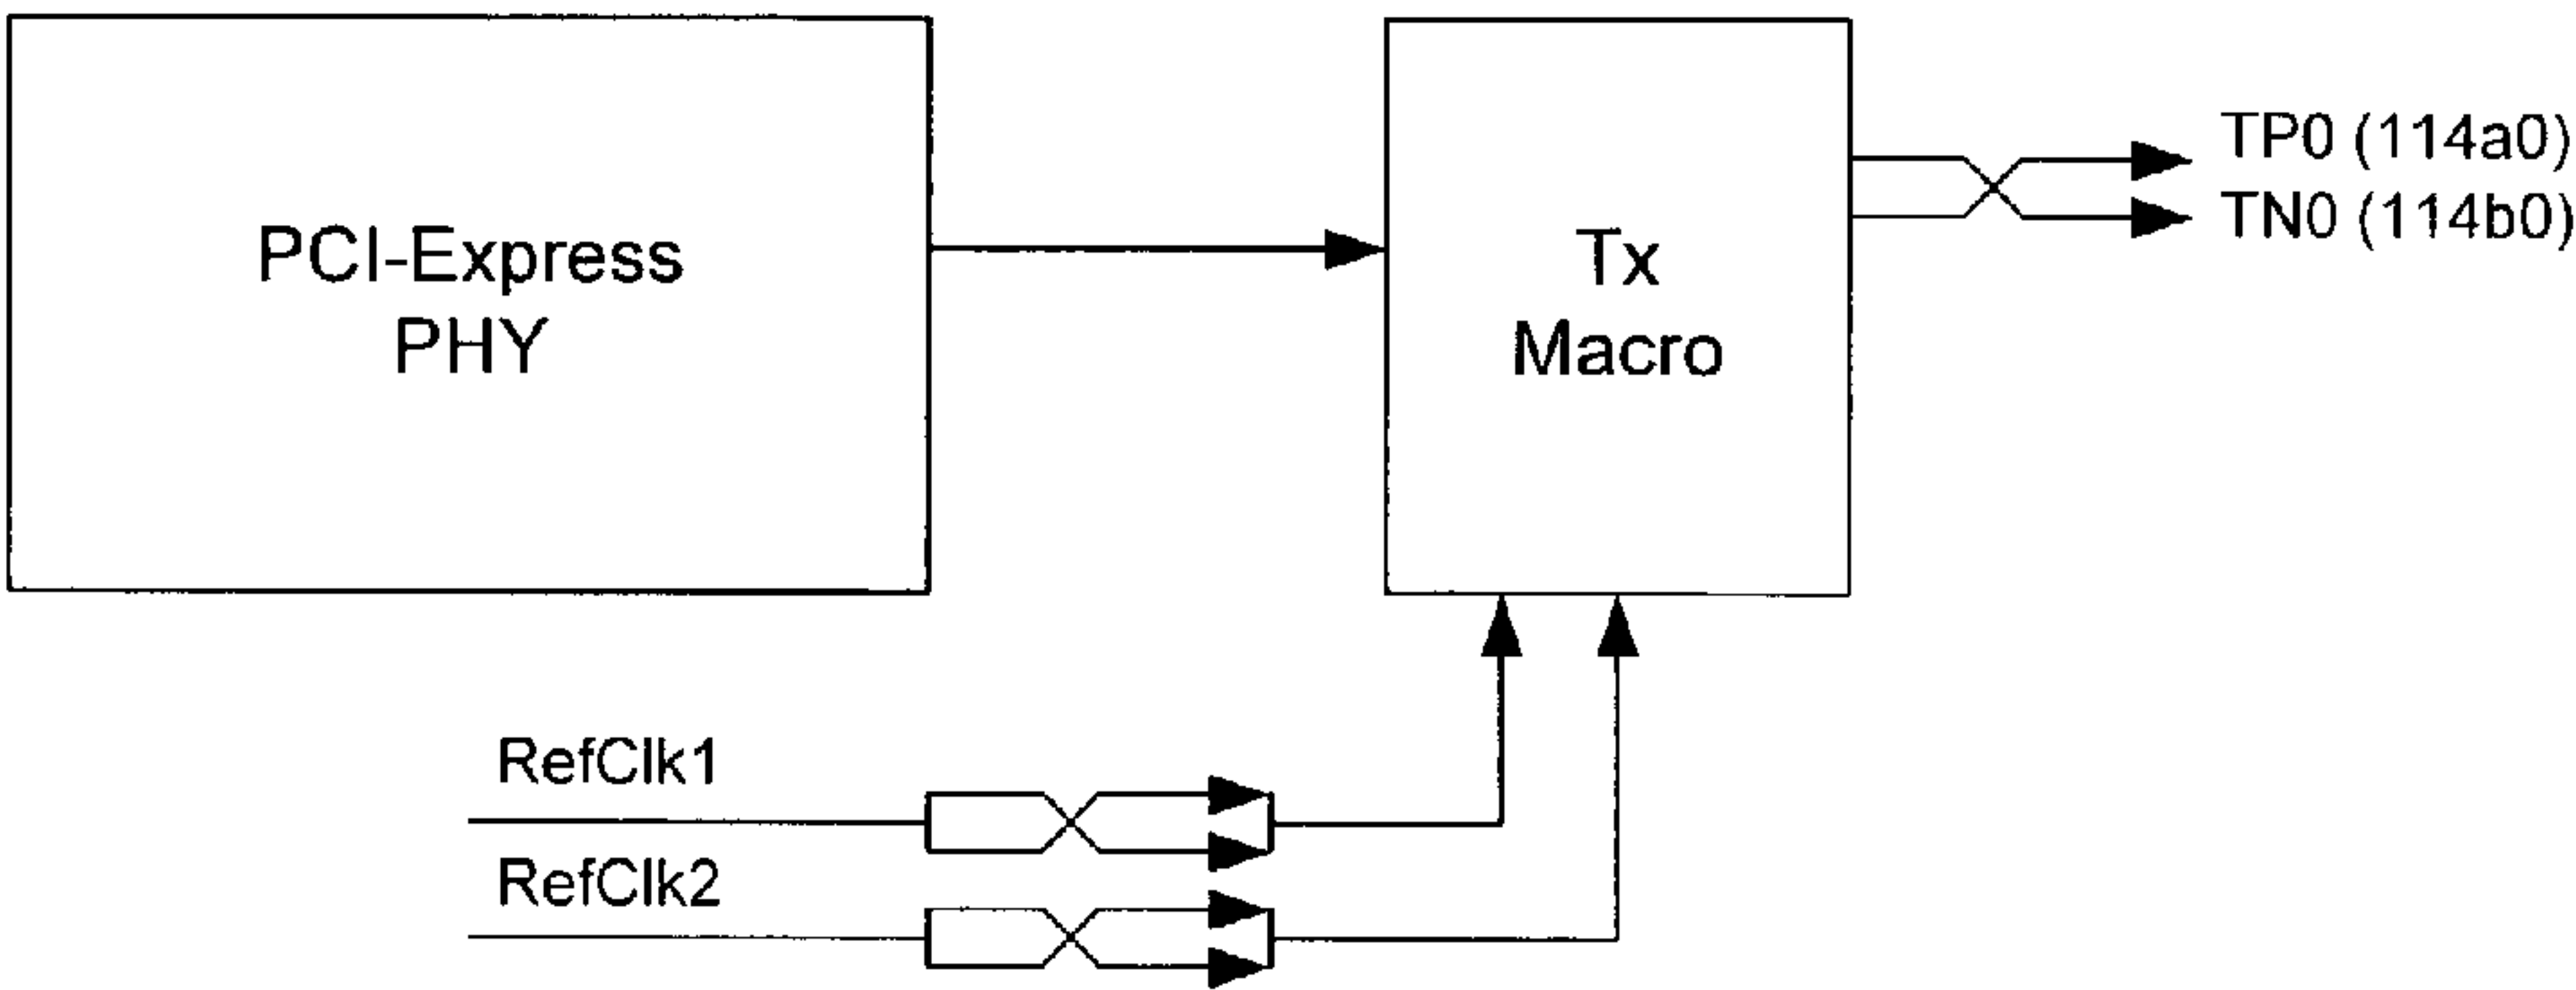 PCI-Express
PHY
Tx
Macro
TP0 (114a0)
TN0 (114b0)
RefClk1
RefClk2